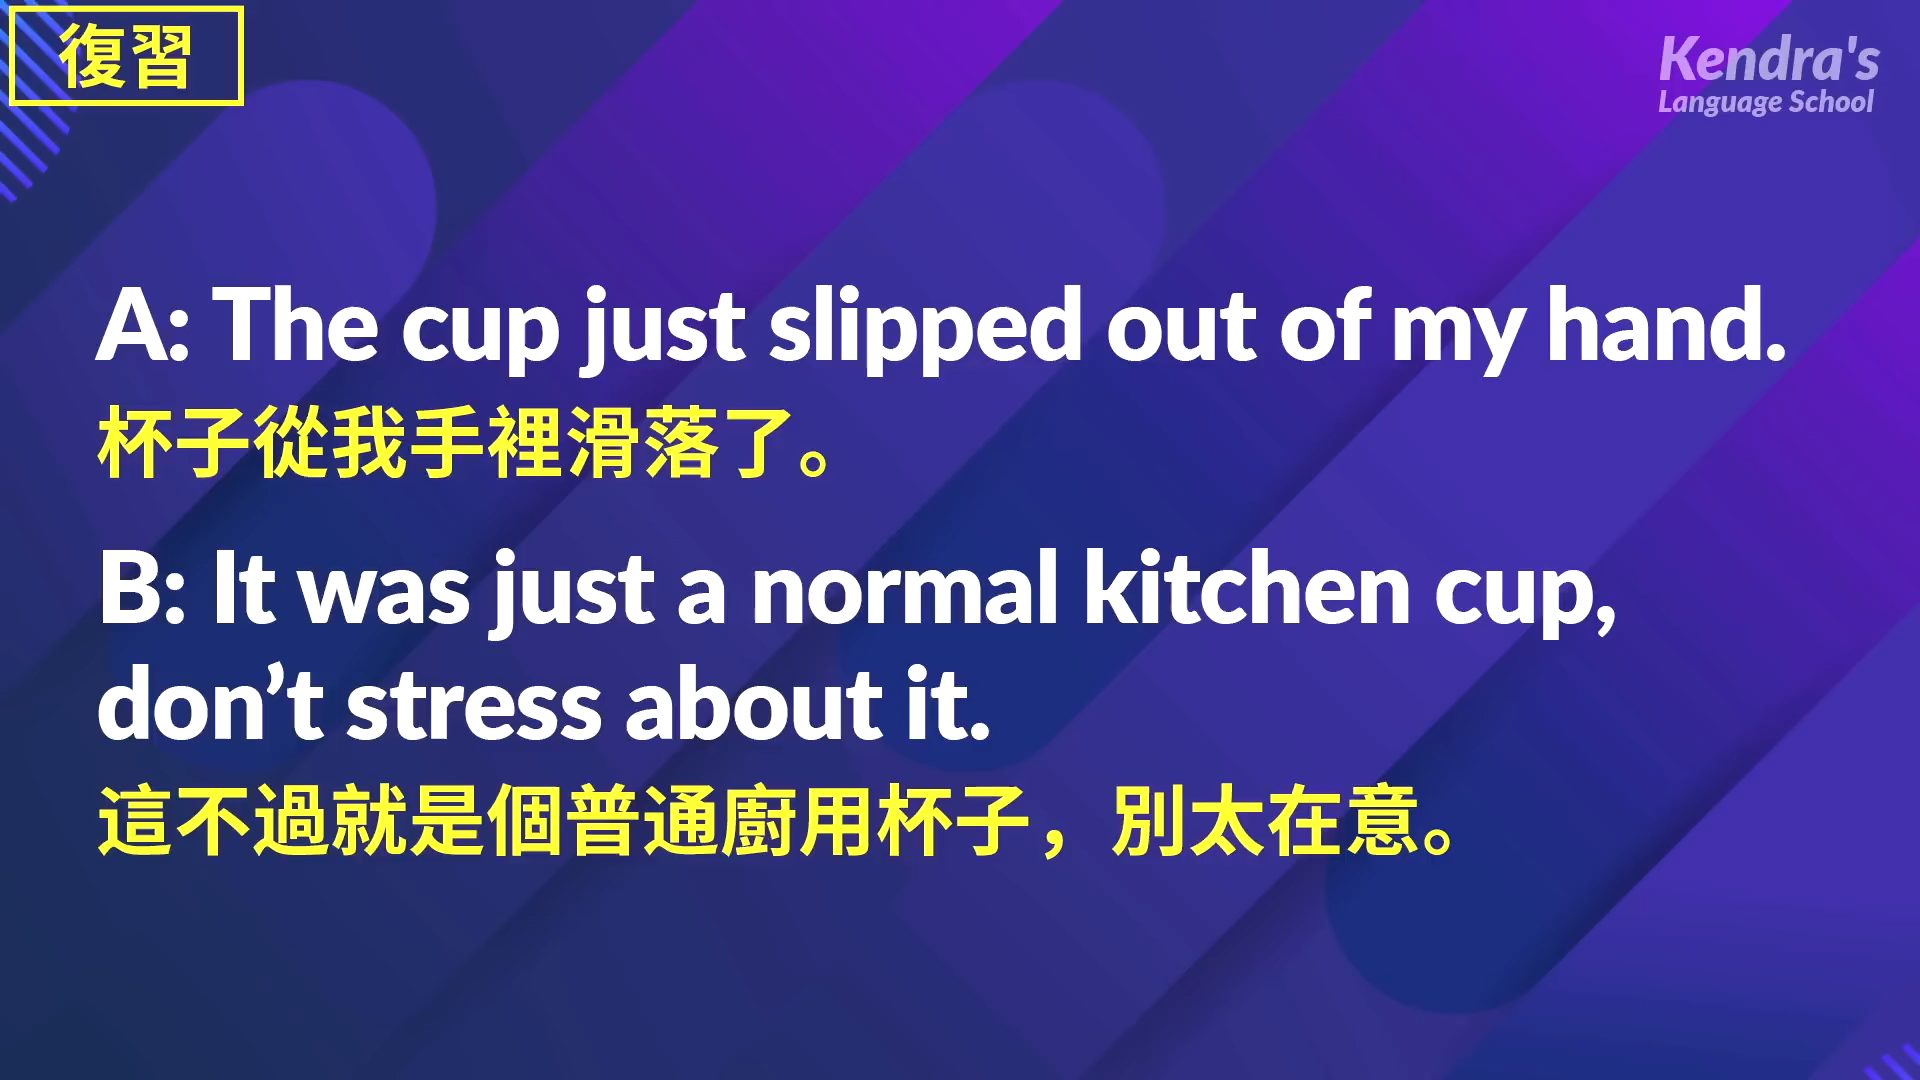 復習
Kendra's
Language School
A: The cup just slipped out of my hand.
杯子從我手裡滑落了。
B: It was just a normal kitchen cup,
don’t stress about it.
這不過就是個普通廚用杯子，別太在意。